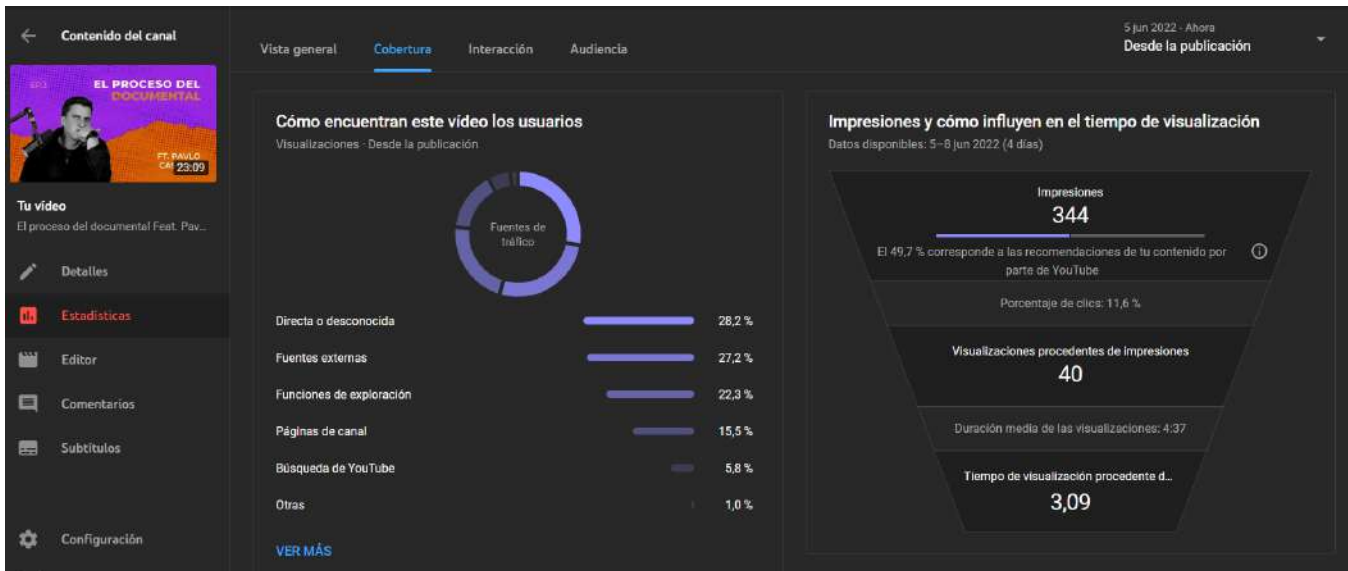 Contenido del canal
EP.3
EL PROCESO DEL
DOCUMENTAL
FT. PAVLO
23:09
Tu vídeo
El proceso del documental Feat. Pav...
Detalles
Estadísticas
Editor
Comentarios
Subtítulos
Configuración
Vista general
Cobertura
Interacción
Audiencia
5 jun 2022 - Ahora
Desde la publicación
Cómo encuentran este vídeo los usuarios
Visualizaciones · Desde la publicación
Fuentes de
tráfico
Directa o desconocida 28,2 %
Fuentes externas 27,2 %
Funciones de exploración 22,3 %
Páginas de canal 15,5 %
Búsqueda de YouTube 5,8 %
Otras 1,0 %
VER MÁS
Impresiones y cómo influyen en el tiempo de visualización
Datos disponibles: 5–8 jun 2022 (4 días)
Impresiones
344
El 49,7 % corresponde a las recomendaciones de tu contenido por
parte de YouTube
Porcentaje de clics: 11,6 %
Visualizaciones procedentes de impresiones
40
Duración media de las visualizaciones: 4:37
Tiempo de visualización procedente d...
3,09